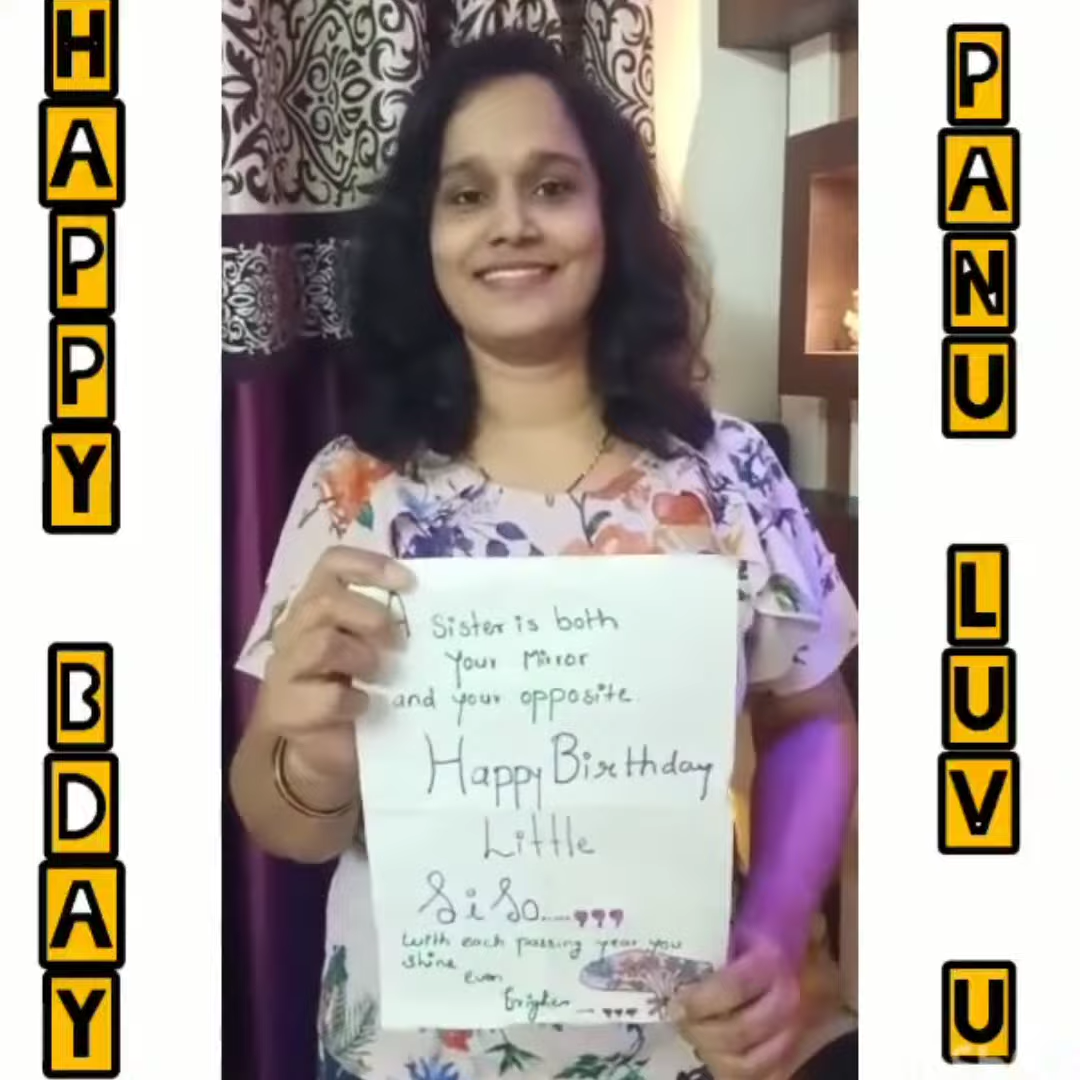 HAPPY BDAY
A Sister is both
Your Mirror
and your opposite.
Happy Birthday
Little
SiSo......
With each passing year you
Shine
even
Brighter
PANU LUV U